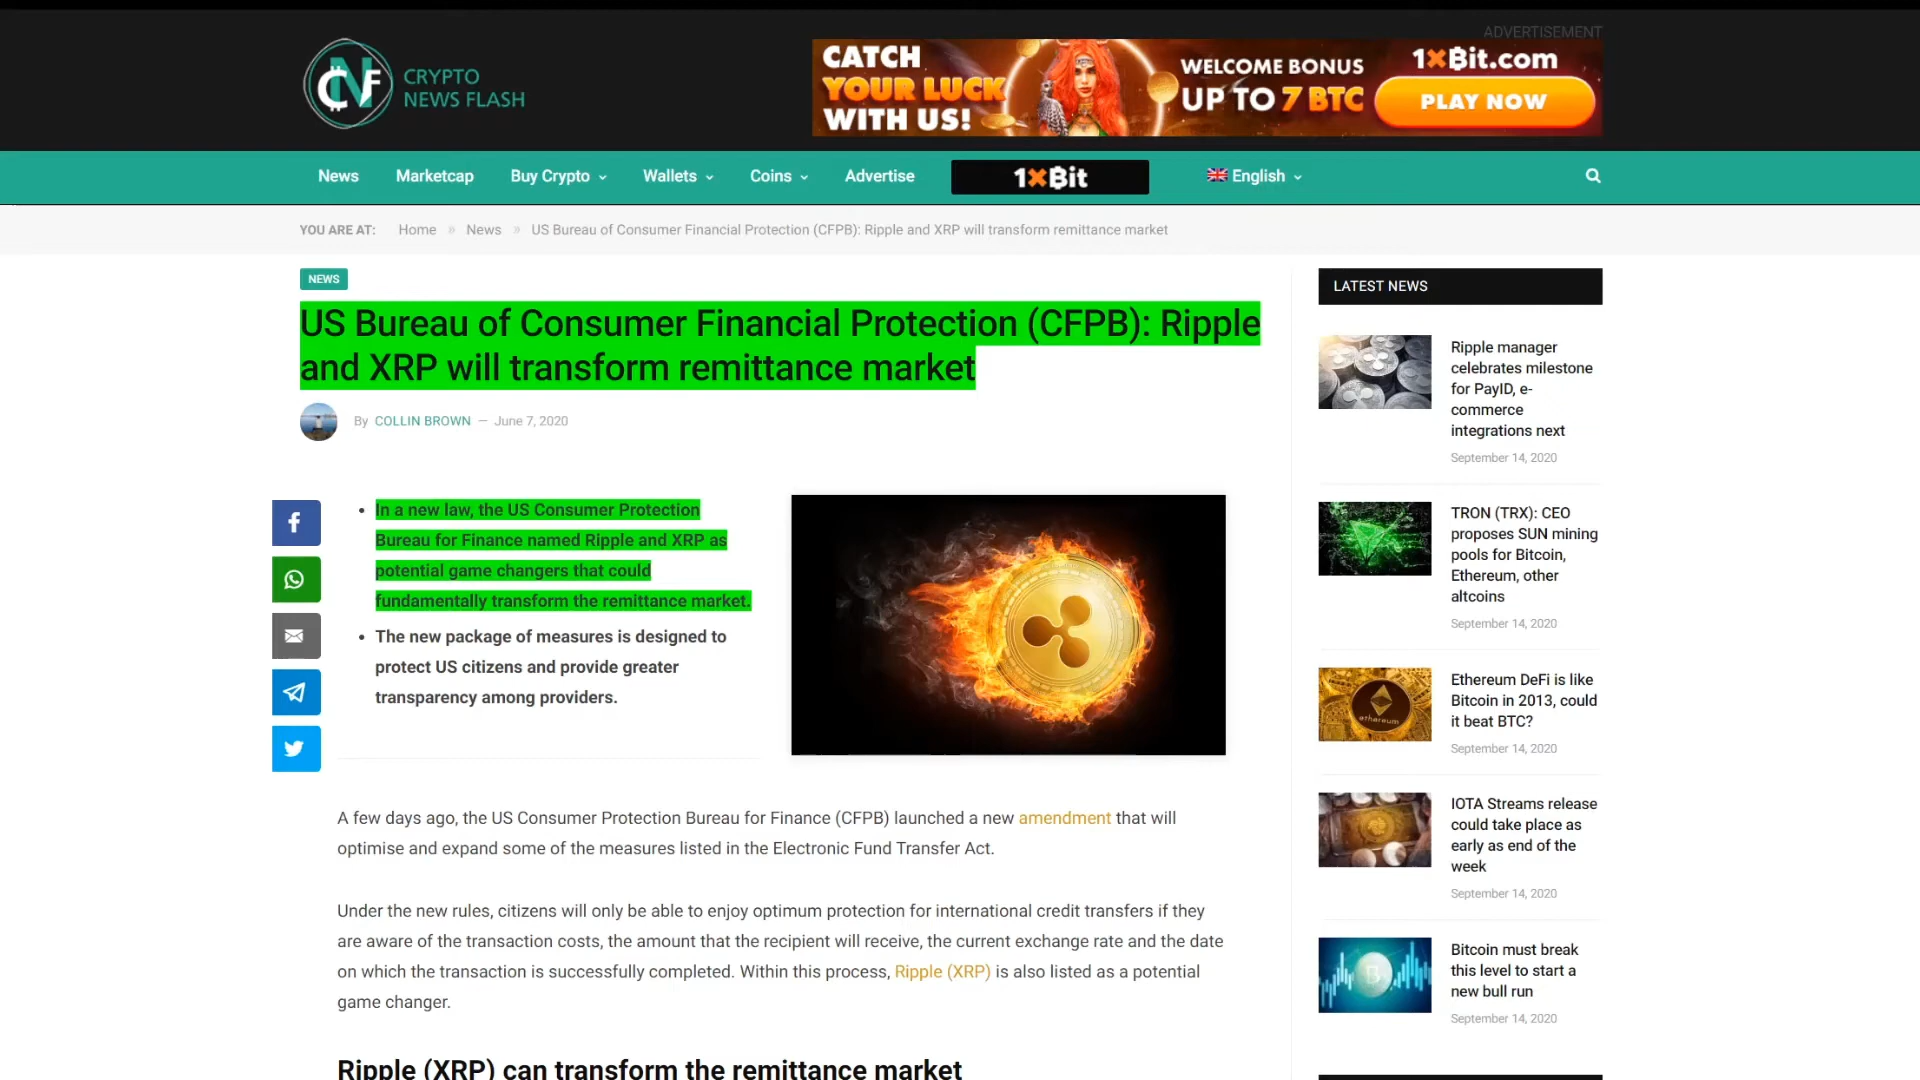 ADVERTISEMENT
CNF CRYPTO
NEWS FLASH
CATCH
YOUR LUCK
WITH US!
WELCOME BONUS
UP TO 7 BTC
1xBit.com
PLAY NOW
News Marketcap Buy Crypto Wallets Coins Advertise 1xBit English
YOU ARE AT: Home » News » US Bureau of Consumer Financial Protection (CFPB): Ripple and XRP will transform remittance market
NEWS
US Bureau of Consumer Financial Protection (CFPB): Ripple
and XRP will transform remittance market
By COLLIN BROWN — June 7, 2020
• In a new law, the US Consumer Protection
Bureau for Finance named Ripple and XRP as
potential game changers that could
fundamentally transform the remittance market.
• The new package of measures is designed to
protect US citizens and provide greater
transparency among providers.
A few days ago, the US Consumer Protection Bureau for Finance (CFPB) launched a new amendment that will
optimise and expand some of the measures listed in the Electronic Fund Transfer Act.
Under the new rules, citizens will only be able to enjoy optimum protection for international credit transfers if they
are aware of the transaction costs, the amount that the recipient will receive, the current exchange rate and the date
on which the transaction is successfully completed. Within this process, Ripple (XRP) is also listed as a potential
game changer.
Ripple (XRP) can transform the remittance market
LATEST NEWS
Ripple manager
celebrates milestone
for PayID, e-
commerce
integrations next
September 14, 2020
TRON (TRX): CEO
proposes SUN mining
pools for Bitcoin,
Ethereum, other
altcoins
September 14, 2020
ethereum
Ethereum DeFi is like
Bitcoin in 2013, could
it beat BTC?
September 14, 2020
IOTA Streams release
could take place as
early as end of the
week
September 14, 2020
Bitcoin must break
this level to start a
new bull run
September 14, 2020